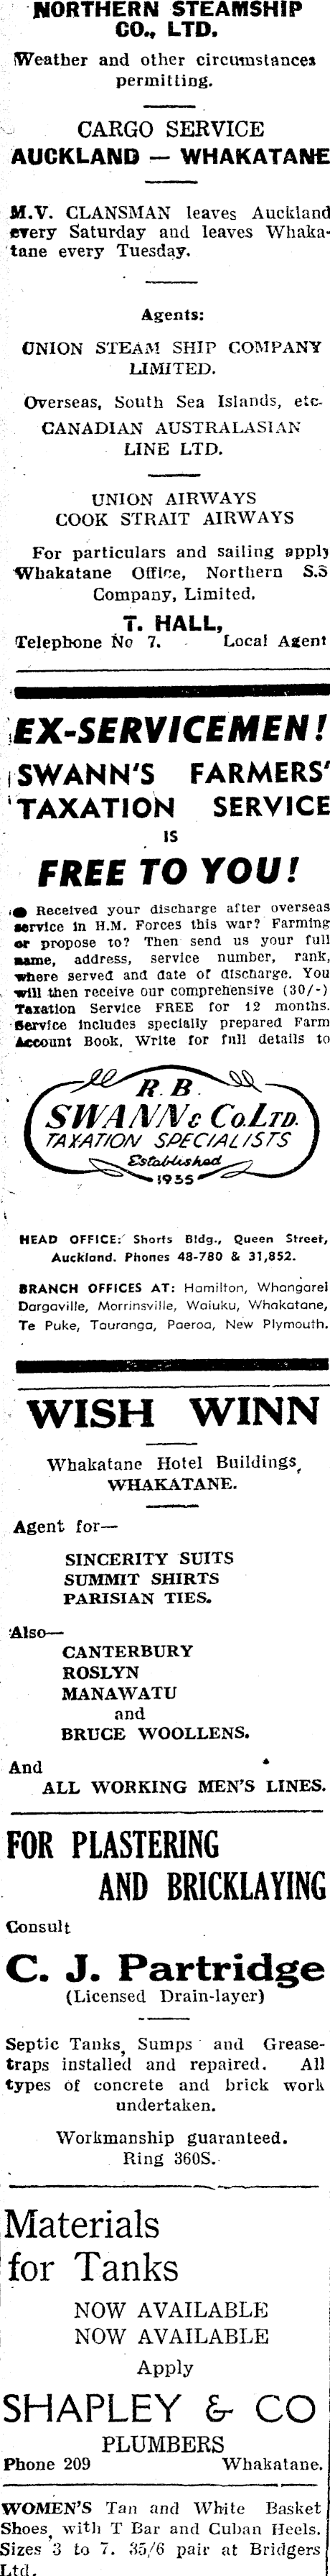 NORTHERN STEAMSHIP
CO., LTD.
Weather and other circumstances
permitting.
CARGO SERVICE
AUCKLAND — WHAKATANE
M.V. CLANSMAN leaves Auckland
every Saturday and leaves Whaka-
tane every Tuesday.
Agents:
UNION STEAM SHIP COMPANY
LIMITED.
Overseas, South Sea Islands, etc-
CANADIAN AUSTRALASIAN
LINE LTD.
UNION AIRWAYS
COOK STRAIT AIRWAYS
For particulars and sailing apply
Whakatane Office, Northern S.S
Company, Limited.
T. HALL,
Telephone No 7. - Local Agent
EX-SERVICEMEN!
SWANN'S FARMERS'
TAXATION SERVICE
IS
FREE TO YOU!
● Received your discharge after overseas
service in H.M. Forces this war? Farming
or propose to? Then send us your full
name, address, service number, rank,
where served and date of discharge. You
will then receive our comprehensive (30/-)
Taxation Service FREE for 12 months.
Service includes specially prepared Farm
Account Book. Write for full details to
R. B.
SWANN & CO. LTD.
TAXATION SPECIALISTS
Established
1935
HEAD OFFICE: Shorts Bldg., Queen Street,
Auckland. Phones 48-780 & 31,852.
BRANCH OFFICES AT: Hamilton, Whangarei
Dargaville, Morrinsville, Waiuku, Whakatane,
Te Puke, Tauranga, Paeroa, New Plymouth.
WISH WINN
Whakatane Hotel Buildings,
WHAKATANE.
Agent for—
SINCERITY SUITS
SUMMIT SHIRTS
PARISIAN TIES.
Also—
CANTERBURY
ROSLYN
MANAWATU
and
BRUCE WOOLLENS.
And
ALL WORKING MEN'S LINES.
FOR PLASTERING
AND BRICKLAYING
Consult
C. J. Partridge
(Licensed Drain-layer)
Septic Tanks, Sumps and Grease-
traps installed and repaired. All
types of concrete and brick work
undertaken.
Workmanship guaranteed.
Ring 360S.
Materials
for Tanks
NOW AVAILABLE
NOW AVAILABLE
Apply
SHAPLEY & CO
PLUMBERS
Phone 209 Whakatane.
WOMEN'S Tan and White Basket
Shoes, with T Bar and Cuban Heels.
Sizes 3 to 7. 35/6 pair at Bridgers
Ltd.